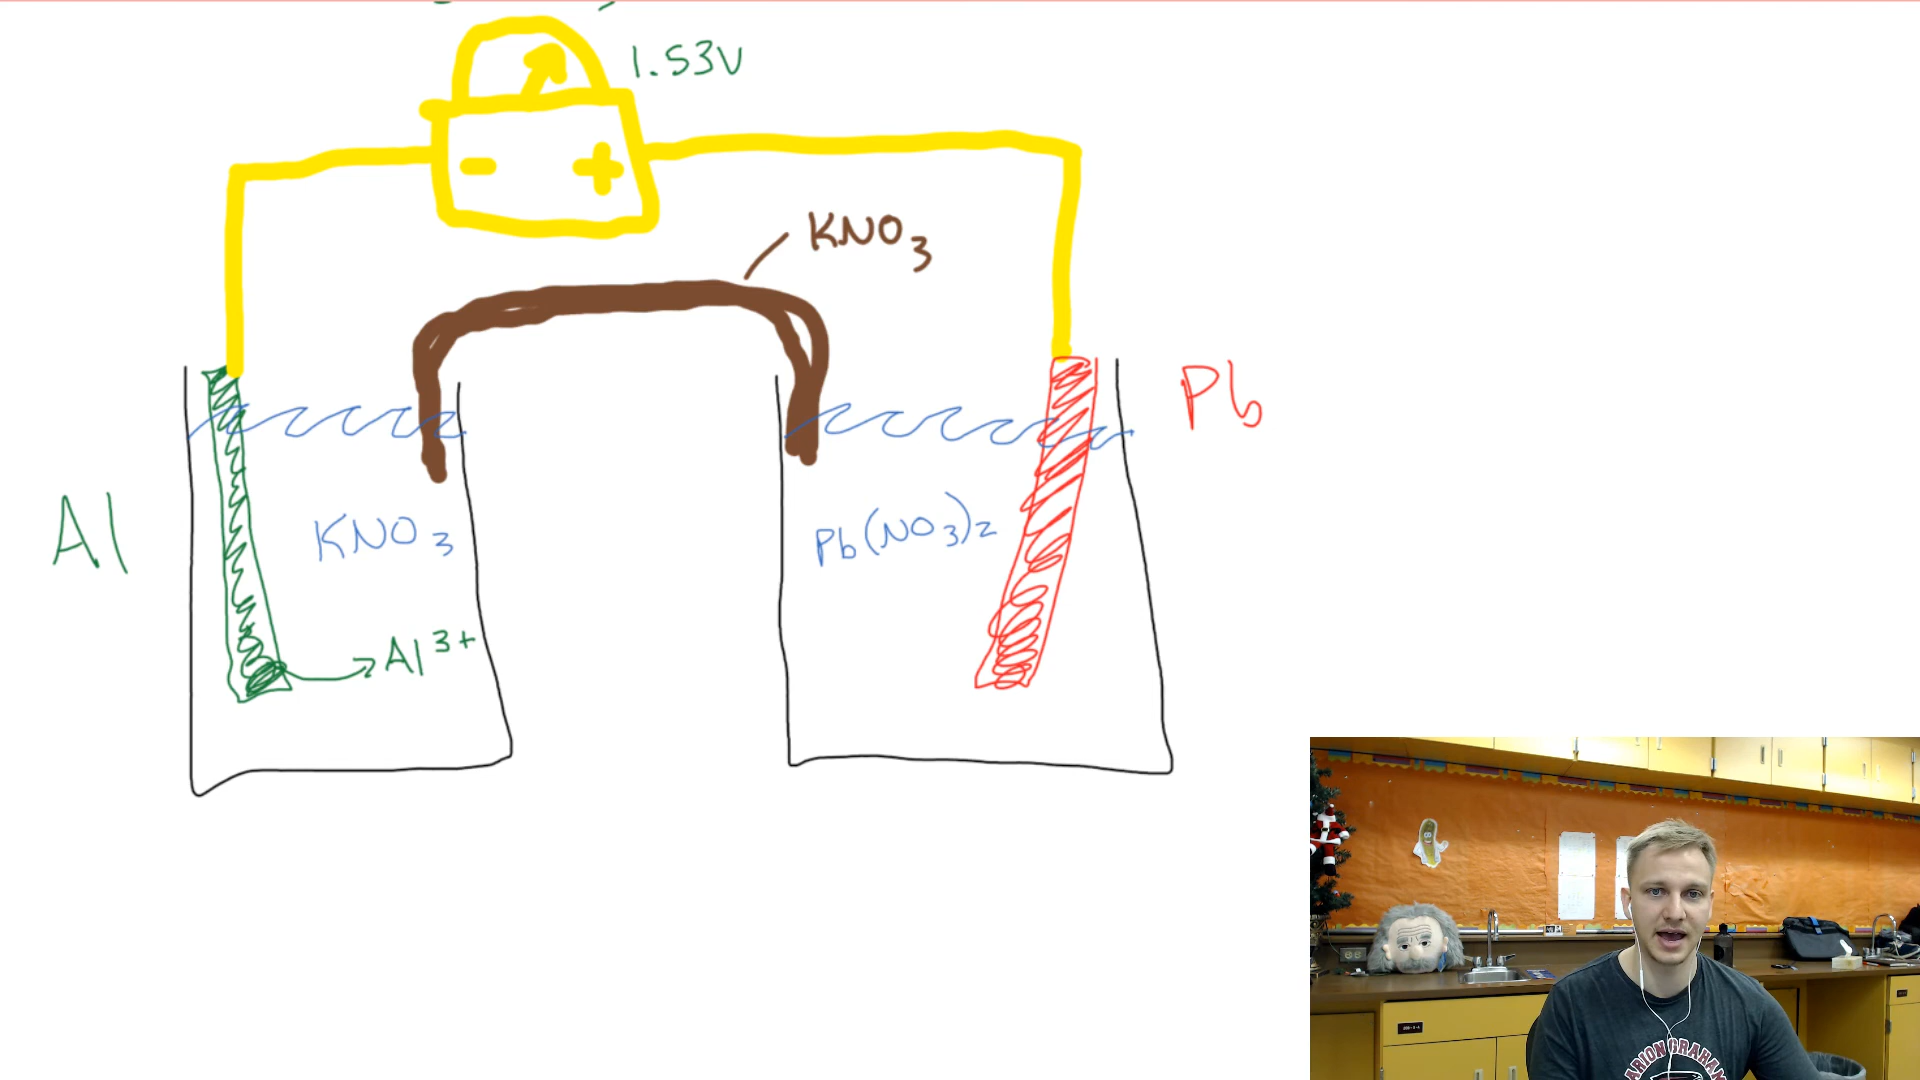 1.53V
- +
KNO3
Pb
Al
KNO3
Pb(NO3)2
Al3+